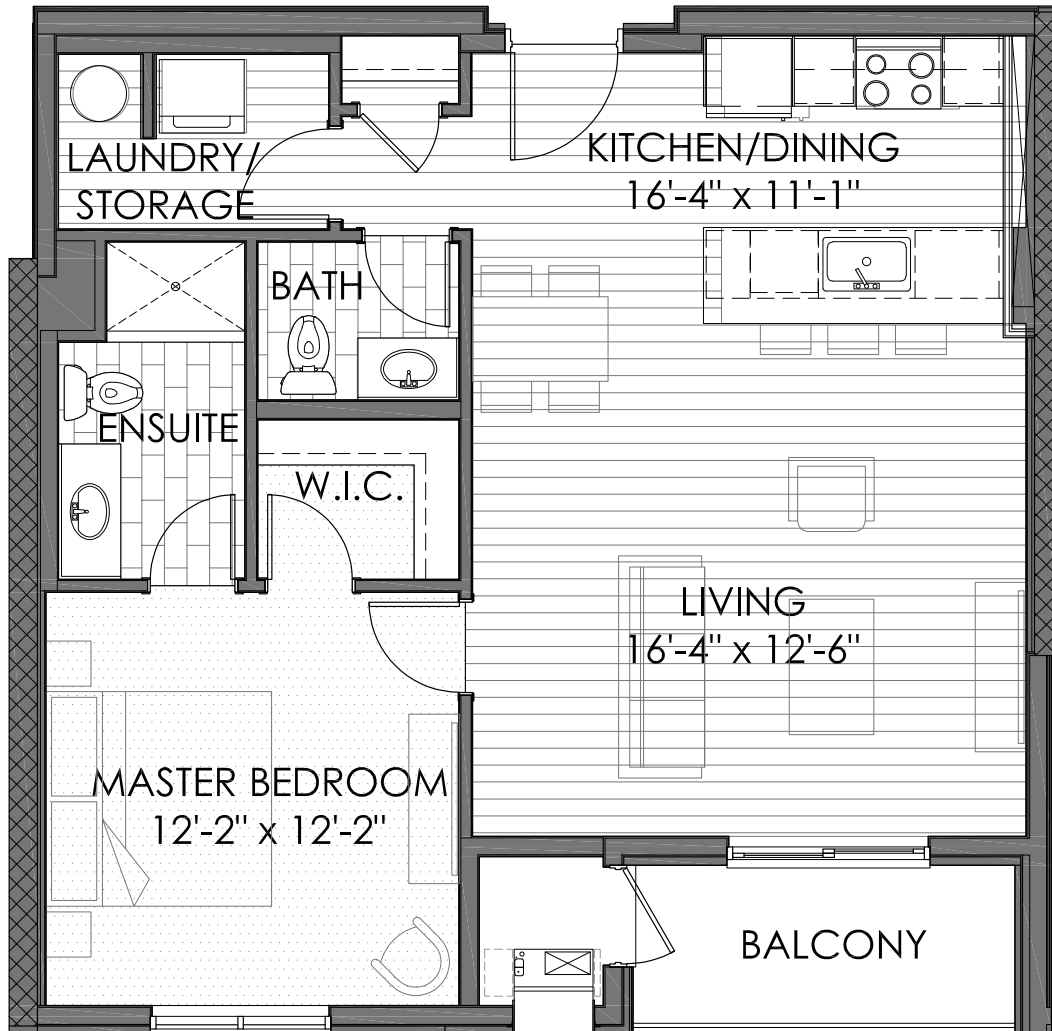 LAUNDRY/
STORAGE
KITCHEN/DINING
16'-4" x 11'-1"
BATH
ENSUITE
W.I.C.
LIVING
16'-4" x 12'-6"
MASTER BEDROOM
12'-2" x 12'-2"
BALCONY